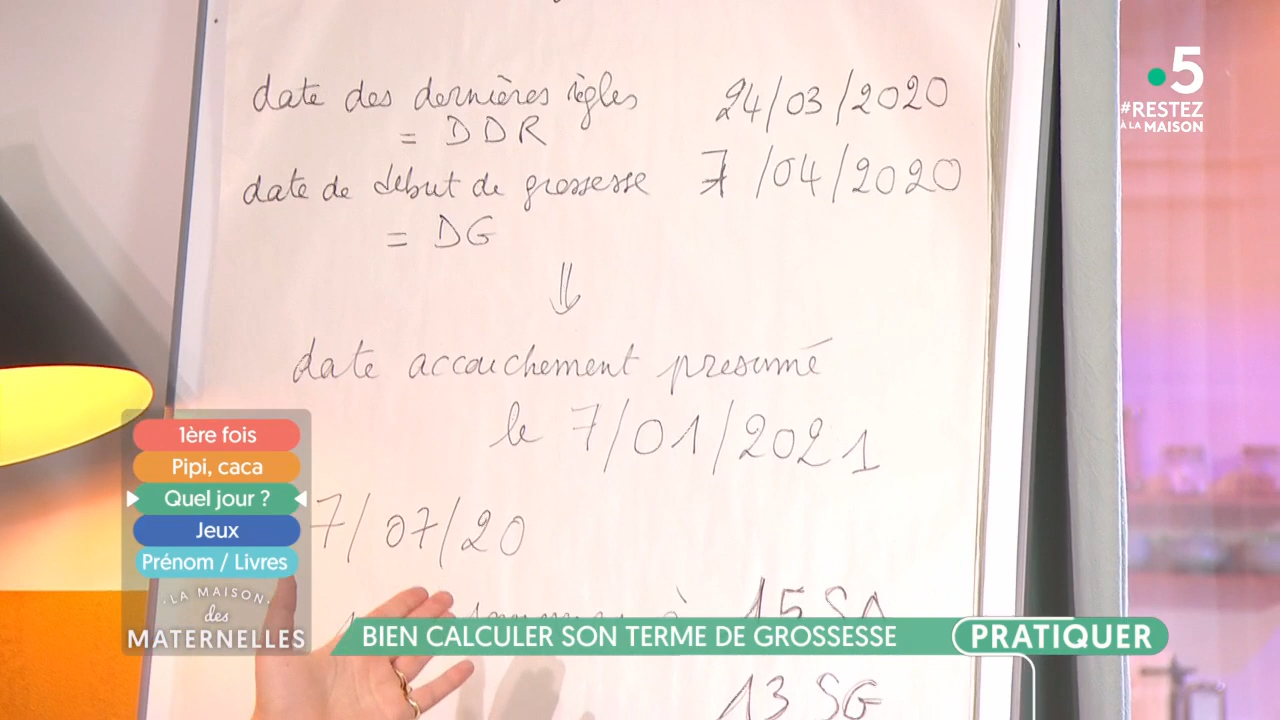 date des dernières règles 24/03/2020
= DDR
date de début de grossesse 7/04/2020
= DG
⇓
date accouchement presumé
le 7/01/2021
7/07/20
à 15 SA
13 SG
5
#RESTEZ
À LA MAISON
1ère fois
Pipi, caca
Quel jour ?
Jeux
Prénom / Livres
LA MAISON
des
MATERNELLES
BIEN CALCULER SON TERME DE GROSSESSE
PRATIQUER